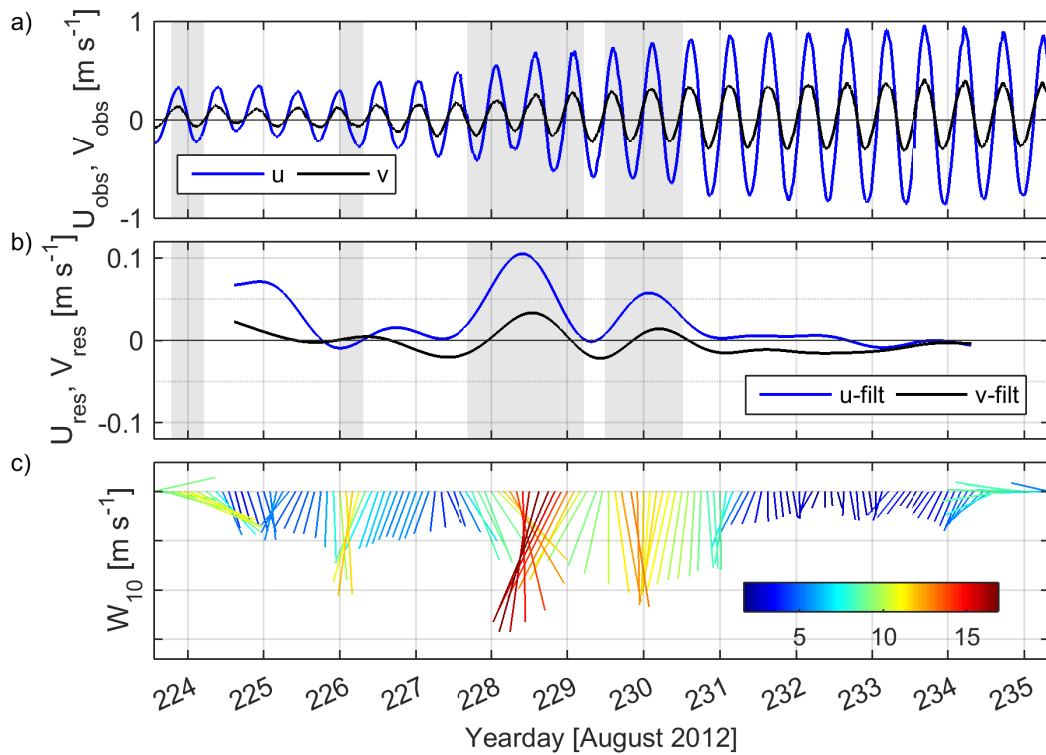 a)
U_obs, V_obs [m s⁻¹]
1
0
-1
u
v
b)
U_res, V_res [m s⁻¹]
0.1
0
-0.1
u-filt
v-filt
c)
W_10 [m s⁻¹]
5 10 15
224 225 226 227 228 229 230 231 232 233 234 235
Yearday [August 2012]